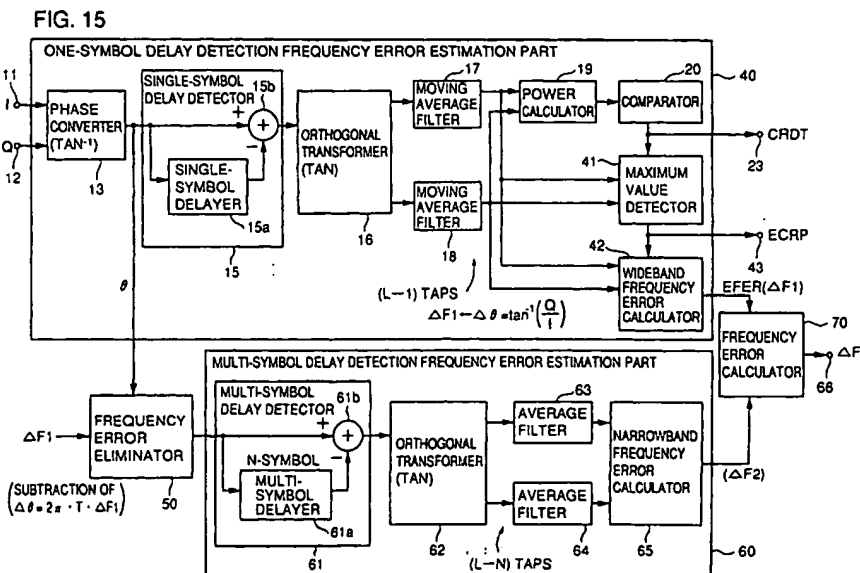 FIG. 15
ONE-SYMBOL DELAY DETECTION FREQUENCY ERROR ESTIMATION PART
11
I
Q
12
PHASE
CONVERTER
(TAN⁻¹)
13
SINGLE-SYMBOL
DELAY DETECTOR
15b
+
−
SINGLE-
SYMBOL
DELAYER
15a
15
ORTHOGONAL
TRANSFORMER
(TAN)
16
17
MOVING
AVERAGE
FILTER
MOVING
AVERAGE
FILTER
18
(L−1) TAPS
ΔF1←Δθ=tan⁻¹(Q/I)
19
POWER
CALCULATOR
20
COMPARATOR
40
CRDT
23
41
MAXIMUM
VALUE
DETECTOR
ECRP
43
42
WIDEBAND
FREQUENCY
ERROR
CALCULATOR
EFER(ΔF1)
70
FREQUENCY
ERROR
CALCULATOR
ΔF
66
θ
ΔF1
FREQUENCY
ERROR
ELIMINATOR
50
(SUBTRACTION OF
Δθ=2π・T・ΔF1)
MULTI-SYMBOL DELAY DETECTION FREQUENCY ERROR ESTIMATION PART
MULTI-SYMBOL
DELAY DETECTOR
61b
+
−
N-SYMBOL
MULTI-
SYMBOL
DELAYER
61a
61
ORTHOGONAL
TRANSFORMER
(TAN)
62
63
AVERAGE
FILTER
AVERAGE
FILTER
64
(L−N) TAPS
NARROWBAND
FREQUENCY
ERROR
CALCULATOR
65
(ΔF2)
60